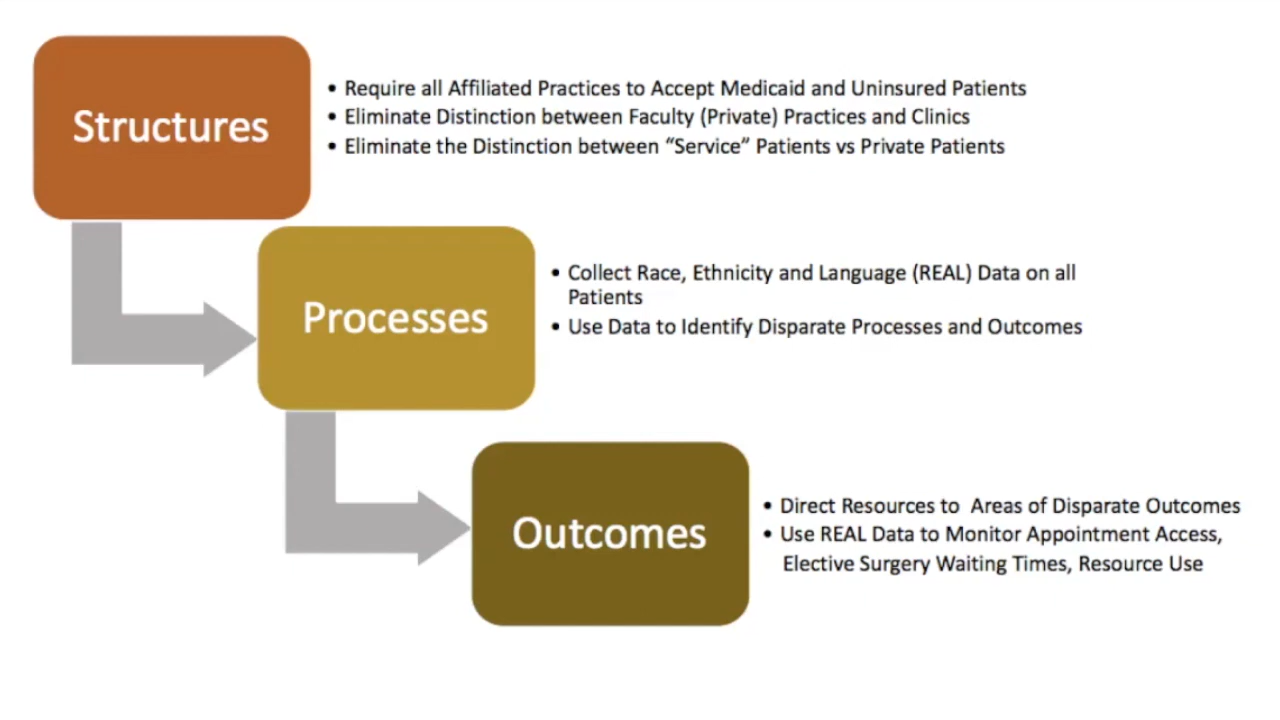 Structures
• Require all Affiliated Practices to Accept Medicaid and Uninsured Patients
• Eliminate Distinction between Faculty (Private) Practices and Clinics
• Eliminate the Distinction between “Service” Patients vs Private Patients
Processes
• Collect Race, Ethnicity and Language (REAL) Data on all
Patients
• Use Data to Identify Disparate Processes and Outcomes
Outcomes
• Direct Resources to  Areas of Disparate Outcomes
• Use REAL Data to Monitor Appointment Access,
Elective Surgery Waiting Times, Resource Use